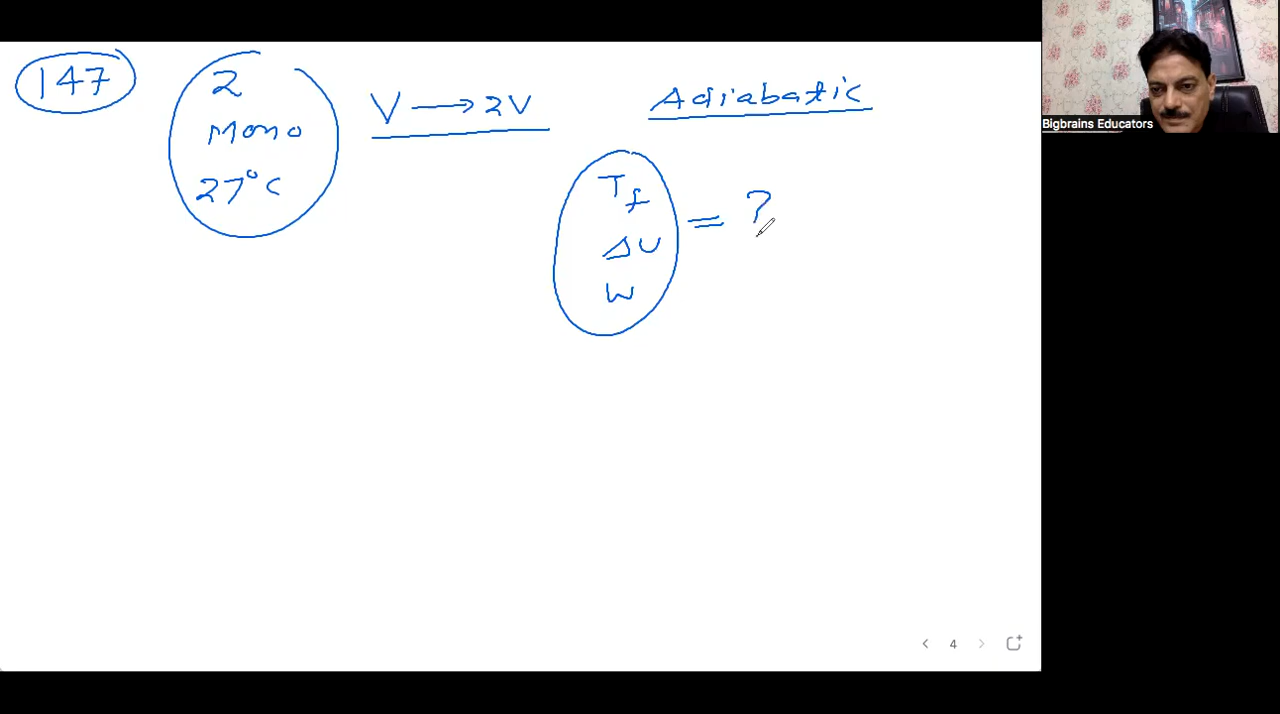 147
2
mono
27°C
V → 2V
Adiabatic
Tf
ΔU
W
= ?
Bigbrains Educators
< 4 >